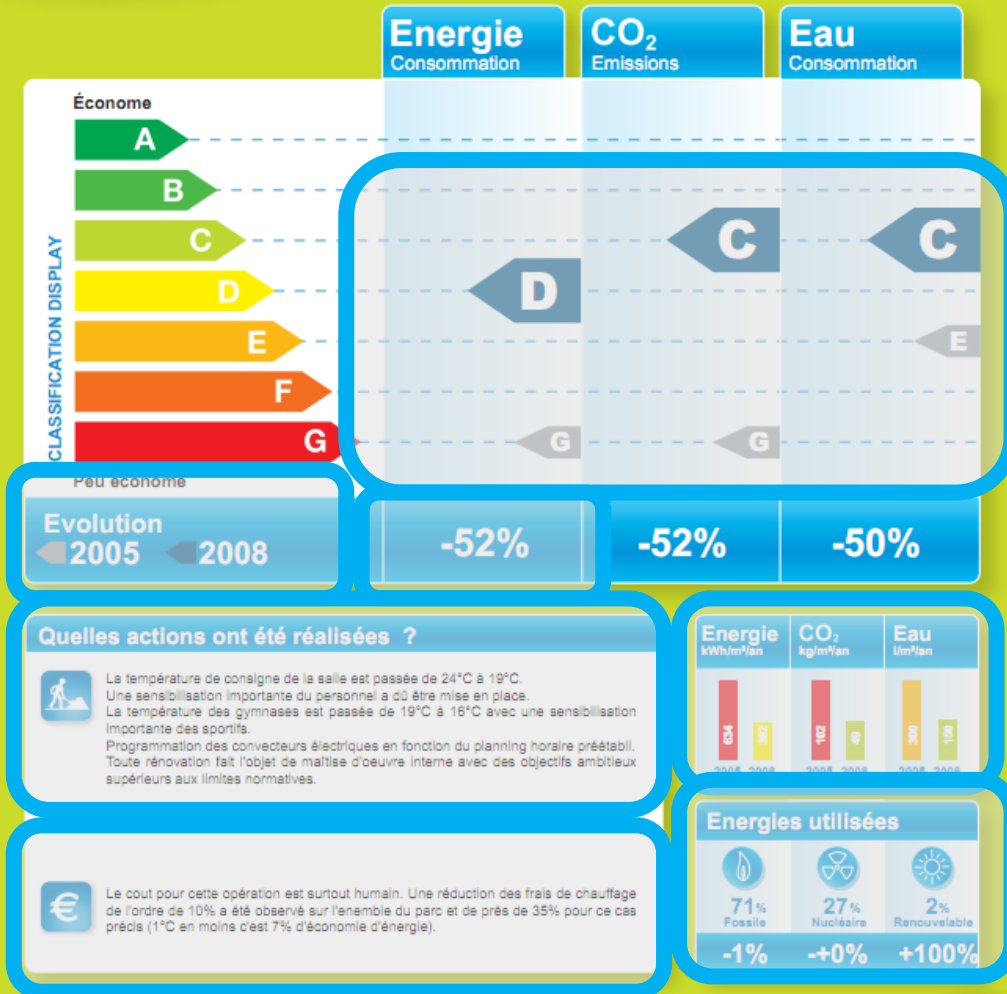 Energie
Consommation
CO₂
Emissions
Eau
Consommation
Économe
A
B
C
D
E
F
G
CLASSIFICATION DISPLAY
C
C
D
E
G
G
Peu économe
Evolution
2005 2008
-52%
-52%
-50%
Quelles actions ont été réalisées ?
La température de consigne de la salle est passée de 24°C à 19°C.
Une sensibilisation importante du personnel a dû être mise en place.
La température des gymnases est passée de 19°C à 16°C avec une sensibilisation
importante des sportifs.
Programmation des convecteurs électriques en fonction du planning horaire préétabli.
Toute rénovation fait l'objet de maîtise d'oeuvre interne avec des objectifs ambitieux
supérieurs aux limites normatives.
Energie
kWh/m²/an
CO₂
kg/m²/an
Eau
l/m²/an
634
162
49
300
150
2005 2008
2005 2008
2005 2008
€
Le cout pour cette opération est surtout humain. Une réduction des frais de chauffage
de l'ordre de 10% a été observé sur l'enemble du parc et de près de 35% pour ce cas
précis (1°C en moins c'est 7% d'économie d'énergie).
Energies utilisées
71%
Fossile
27%
Nucléaire
2%
Renouvelable
-1%
-+0%
+100%